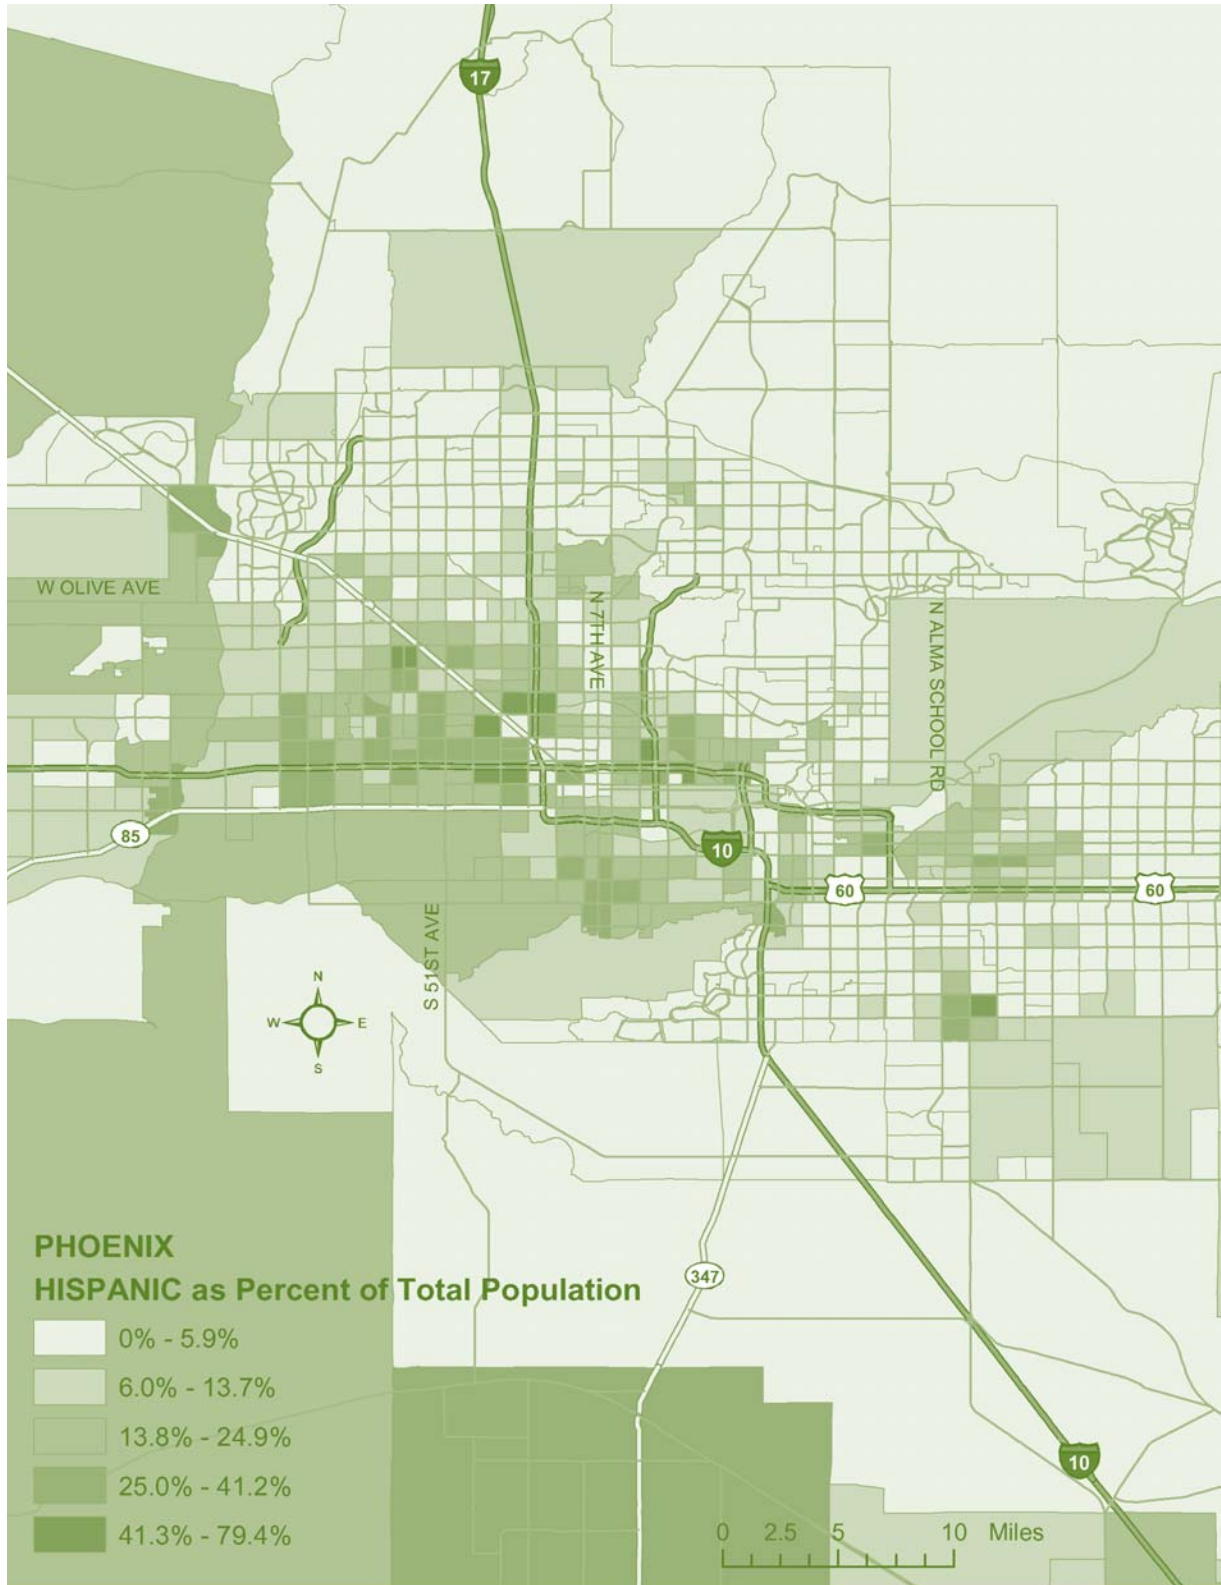 17
W OLIVE AVE
N 7TH AVE
N ALMA SCHOOL RD
85
10
60
60
S 51ST AVE
N
W E
S
PHOENIX
HISPANIC as Percent of Total Population
347
0% - 5.9%
6.0% - 13.7%
13.8% - 24.9%
25.0% - 41.2%
10
41.3% - 79.4%
0 2.5 5 10 Miles